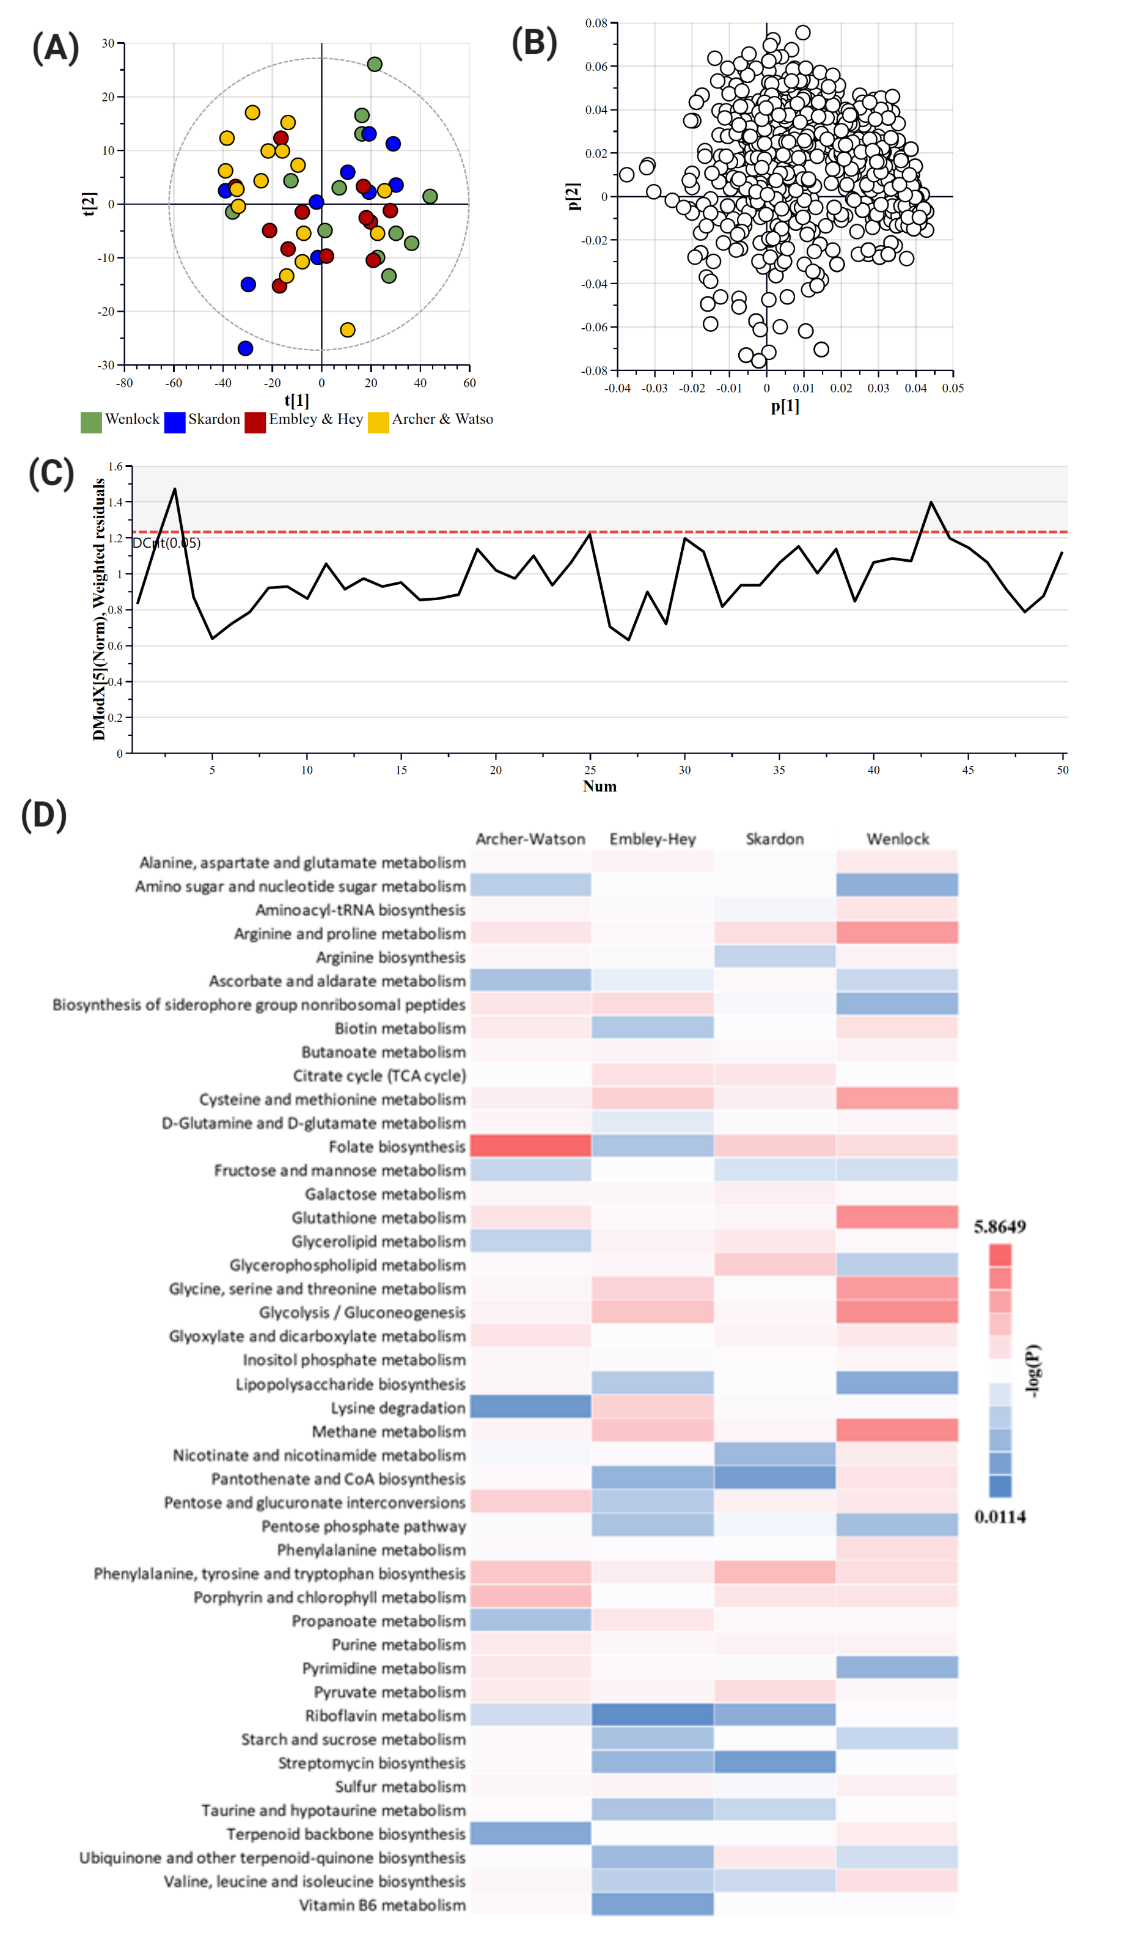 (A)
30
20
10
0
-10
-20
-30
t[2]
-80 -60 -40 -20 0 20 40 60
t[1]
Wenlock Skardon Embley & Hey Archer & Watso
(B)
0.08
0.06
0.04
0.02
0
-0.02
-0.04
-0.06
-0.08
p[2]
-0.04 -0.03 -0.02 -0.01 0 0.01 0.02 0.03 0.04 0.05
p[1]
(C)
1.6
1.4
1.2
1
0.8
0.6
0.4
0.2
0
DModX[5](Norm), Weighted residuals
DCrit(0.05)
5 10 15 20 25 30 35 40 45 50
Num
(D)
Archer-Watson Embley-Hey Skardon Wenlock
Alanine, aspartate and glutamate metabolism
Amino sugar and nucleotide sugar metabolism
Aminoacyl-tRNA biosynthesis
Arginine and proline metabolism
Arginine biosynthesis
Ascorbate and aldarate metabolism
Biosynthesis of siderophore group nonribosomal peptides
Biotin metabolism
Butanoate metabolism
Citrate cycle (TCA cycle)
Cysteine and methionine metabolism
D-Glutamine and D-glutamate metabolism
Folate biosynthesis
Fructose and mannose metabolism
Galactose metabolism
Glutathione metabolism
Glycerolipid metabolism
Glycerophospholipid metabolism
Glycine, serine and threonine metabolism
Glycolysis / Gluconeogenesis
Glyoxylate and dicarboxylate metabolism
Inositol phosphate metabolism
Lipopolysaccharide biosynthesis
Lysine degradation
Methane metabolism
Nicotinate and nicotinamide metabolism
Pantothenate and CoA biosynthesis
Pentose and glucuronate interconversions
Pentose phosphate pathway
Phenylalanine metabolism
Phenylalanine, tyrosine and tryptophan biosynthesis
Porphyrin and chlorophyll metabolism
Propanoate metabolism
Purine metabolism
Pyrimidine metabolism
Pyruvate metabolism
Riboflavin metabolism
Starch and sucrose metabolism
Streptomycin biosynthesis
Sulfur metabolism
Taurine and hypotaurine metabolism
Terpenoid backbone biosynthesis
Ubiquinone and other terpenoid-quinone biosynthesis
Valine, leucine and isoleucine biosynthesis
Vitamin B6 metabolism
5.8649
-log(P)
0.0114